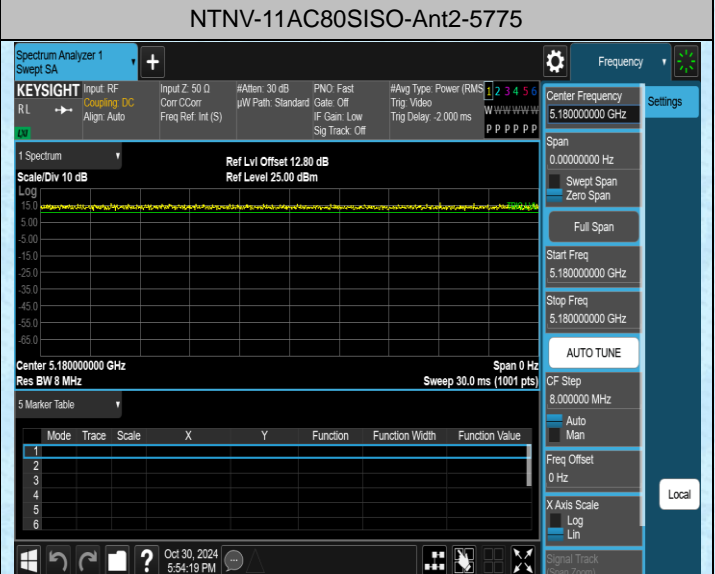 NTNV-11AC80SISO-Ant2-5775
Spectrum Analyzer 1
Swept SA
Frequency
KEYSIGHT
RL
LXI
Input: RF
Coupling: DC
Align: Auto
Input Z: 50 Ω
Corr CCorr
Freq Ref: Int (S)
#Atten: 30 dB
µW Path: Standard
PNO: Fast
Gate: Off
IF Gain: Low
Sig Track: Off
#Avg Type: Power (RMS
Trig: Video
Trig Delay: -2.000 ms
1 2 3 4 5 6
W W W W W W
P P P P P P
1 Spectrum
Scale/Div 10 dB
Ref Lvl Offset 12.80 dB
Ref Level 25.00 dBm
Log
15.0
5.00
-5.00
-15.0
-25.0
-35.0
-45.0
-55.0
-65.0
Center 5.180000000 GHz
Res BW 8 MHz
Span 0 Hz
Sweep 30.0 ms (1001 pts)
5 Marker Table
Mode Trace Scale X Y Function Function Width Function Value
1
2
3
4
5
6
Oct 30, 2024
5:54:19 PM
Center Frequency
5.180000000 GHz
Settings
Span
0.00000000 Hz
Swept Span
Zero Span
Full Span
Start Freq
5.180000000 GHz
Stop Freq
5.180000000 GHz
AUTO TUNE
CF Step
8.000000 MHz
Auto
Man
Freq Offset
0 Hz
X Axis Scale
Log
Lin
Local
Signal Track
(Span Zoom)